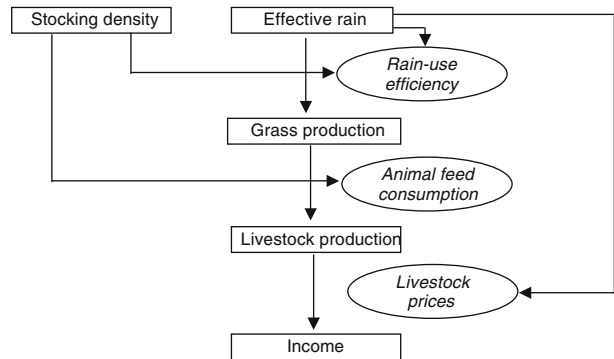 Stocking density
Effective rain
Rain-use
efficiency
Grass production
Animal feed
consumption
Livestock production
Livestock
prices
Income